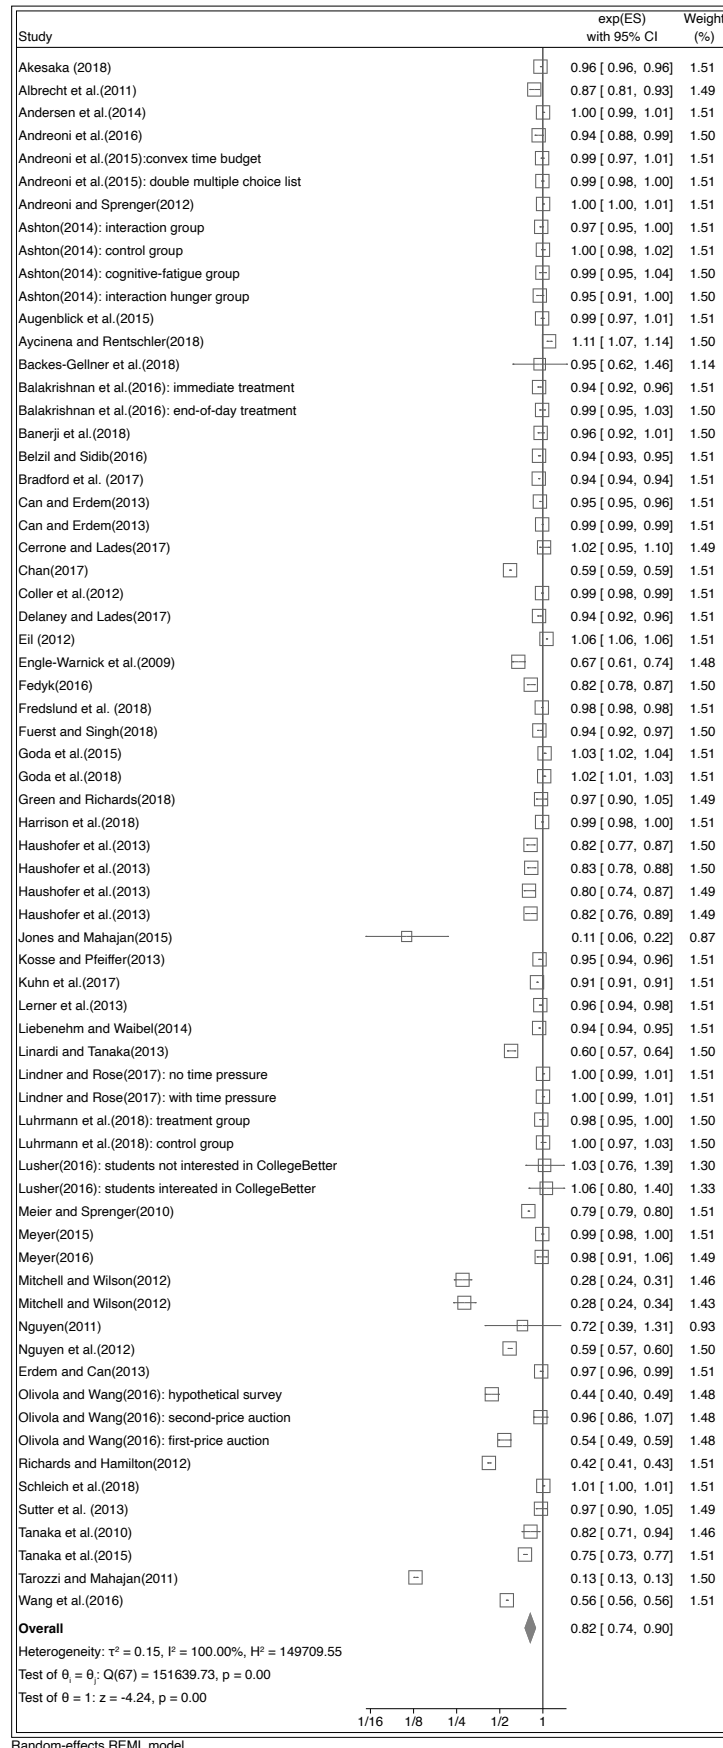 exp(ES) Weight
Study with 95% CI (%)
Akesaka (2018) 0.96 [ 0.96, 0.96] 1.51
Albrecht et al.(2011) 0.87 [ 0.81, 0.93] 1.49
Andersen et al.(2014) 1.00 [ 0.99, 1.01] 1.51
Andreoni et al.(2016) 0.94 [ 0.88, 0.99] 1.50
Andreoni et al.(2015):convex time budget 0.99 [ 0.97, 1.01] 1.51
Andreoni et al.(2015): double multiple choice list 0.99 [ 0.98, 1.00] 1.51
Andreoni and Sprenger(2012) 1.00 [ 1.00, 1.01] 1.51
Ashton(2014): interaction group 0.97 [ 0.95, 1.00] 1.51
Ashton(2014): control group 1.00 [ 0.98, 1.02] 1.51
Ashton(2014): cognitive-fatigue group 0.99 [ 0.95, 1.04] 1.50
Ashton(2014): interaction hunger group 0.95 [ 0.91, 1.00] 1.50
Augenblick et al.(2015) 0.99 [ 0.97, 1.01] 1.51
Aycinena and Rentschler(2018) 1.11 [ 1.07, 1.14] 1.50
Backes-Gellner et al.(2018) 0.95 [ 0.62, 1.46] 1.14
Balakrishnan et al.(2016): immediate treatment 0.94 [ 0.92, 0.96] 1.51
Balakrishnan et al.(2016): end-of-day treatment 0.99 [ 0.95, 1.03] 1.50
Banerji et al.(2018) 0.96 [ 0.92, 1.01] 1.50
Belzil and Sidib(2016) 0.94 [ 0.93, 0.95] 1.51
Bradford et al. (2017) 0.94 [ 0.94, 0.94] 1.51
Can and Erdem(2013) 0.95 [ 0.95, 0.96] 1.51
Can and Erdem(2013) 0.99 [ 0.99, 0.99] 1.51
Cerrone and Lades(2017) 1.02 [ 0.95, 1.10] 1.49
Chan(2017) 0.59 [ 0.59, 0.59] 1.51
Coller et al.(2012) 0.99 [ 0.98, 0.99] 1.51
Delaney and Lades(2017) 0.94 [ 0.92, 0.96] 1.51
Eil (2012) 1.06 [ 1.06, 1.06] 1.51
Engle-Warnick et al.(2009) 0.67 [ 0.61, 0.74] 1.48
Fedyk(2016) 0.82 [ 0.78, 0.87] 1.50
Fredslund et al. (2018) 0.98 [ 0.98, 0.98] 1.51
Fuerst and Singh(2018) 0.94 [ 0.92, 0.97] 1.50
Goda et al.(2015) 1.03 [ 1.02, 1.04] 1.51
Goda et al.(2018) 1.02 [ 1.01, 1.03] 1.51
Green and Richards(2018) 0.97 [ 0.90, 1.05] 1.49
Harrison et al.(2018) 0.99 [ 0.98, 1.00] 1.51
Haushofer et al.(2013) 0.82 [ 0.77, 0.87] 1.50
Haushofer et al.(2013) 0.83 [ 0.78, 0.88] 1.50
Haushofer et al.(2013) 0.80 [ 0.74, 0.87] 1.49
Haushofer et al.(2013) 0.82 [ 0.76, 0.89] 1.49
Jones and Mahajan(2015) 0.11 [ 0.06, 0.22] 0.87
Kosse and Pfeiffer(2013) 0.95 [ 0.94, 0.96] 1.51
Kuhn et al.(2017) 0.91 [ 0.91, 0.91] 1.51
Lerner et al.(2013) 0.96 [ 0.94, 0.98] 1.51
Liebenehm and Waibel(2014) 0.94 [ 0.94, 0.95] 1.51
Linardi and Tanaka(2013) 0.60 [ 0.57, 0.64] 1.50
Lindner and Rose(2017): no time pressure 1.00 [ 0.99, 1.01] 1.51
Lindner and Rose(2017): with time pressure 1.00 [ 0.99, 1.01] 1.51
Luhrmann et al.(2018): treatment group 0.98 [ 0.95, 1.00] 1.50
Luhrmann et al.(2018): control group 1.00 [ 0.97, 1.03] 1.50
Lusher(2016): students not interested in CollegeBetter 1.03 [ 0.76, 1.39] 1.30
Lusher(2016): students intereated in CollegeBetter 1.06 [ 0.80, 1.40] 1.33
Meier and Sprenger(2010) 0.79 [ 0.79, 0.80] 1.51
Meyer(2015) 0.99 [ 0.98, 1.00] 1.51
Meyer(2016) 0.98 [ 0.91, 1.06] 1.49
Mitchell and Wilson(2012) 0.28 [ 0.24, 0.31] 1.46
Mitchell and Wilson(2012) 0.28 [ 0.24, 0.34] 1.43
Nguyen(2011) 0.72 [ 0.39, 1.31] 0.93
Nguyen et al.(2012) 0.59 [ 0.57, 0.60] 1.50
Erdem and Can(2013) 0.97 [ 0.96, 0.99] 1.51
Olivola and Wang(2016): hypothetical survey 0.44 [ 0.40, 0.49] 1.48
Olivola and Wang(2016): second-price auction 0.96 [ 0.86, 1.07] 1.48
Olivola and Wang(2016): first-price auction 0.54 [ 0.49, 0.59] 1.48
Richards and Hamilton(2012) 0.42 [ 0.41, 0.43] 1.51
Schleich et al.(2018) 1.01 [ 1.00, 1.01] 1.51
Sutter et al. (2013) 0.97 [ 0.90, 1.05] 1.49
Tanaka et al.(2010) 0.82 [ 0.71, 0.94] 1.46
Tanaka et al.(2015) 0.75 [ 0.73, 0.77] 1.51
Tarozzi and Mahajan(2011) 0.13 [ 0.13, 0.13] 1.50
Wang et al.(2016) 0.56 [ 0.56, 0.56] 1.51
Overall 0.82 [ 0.74, 0.90]
Heterogeneity: τ² = 0.15, I² = 100.00%, H² = 149709.55
Test of θᵢ = θⱼ: Q(67) = 151639.73, p = 0.00
Test of θ = 1: z = -4.24, p = 0.00
1/16 1/8 1/4 1/2 1
Random-effects REML model